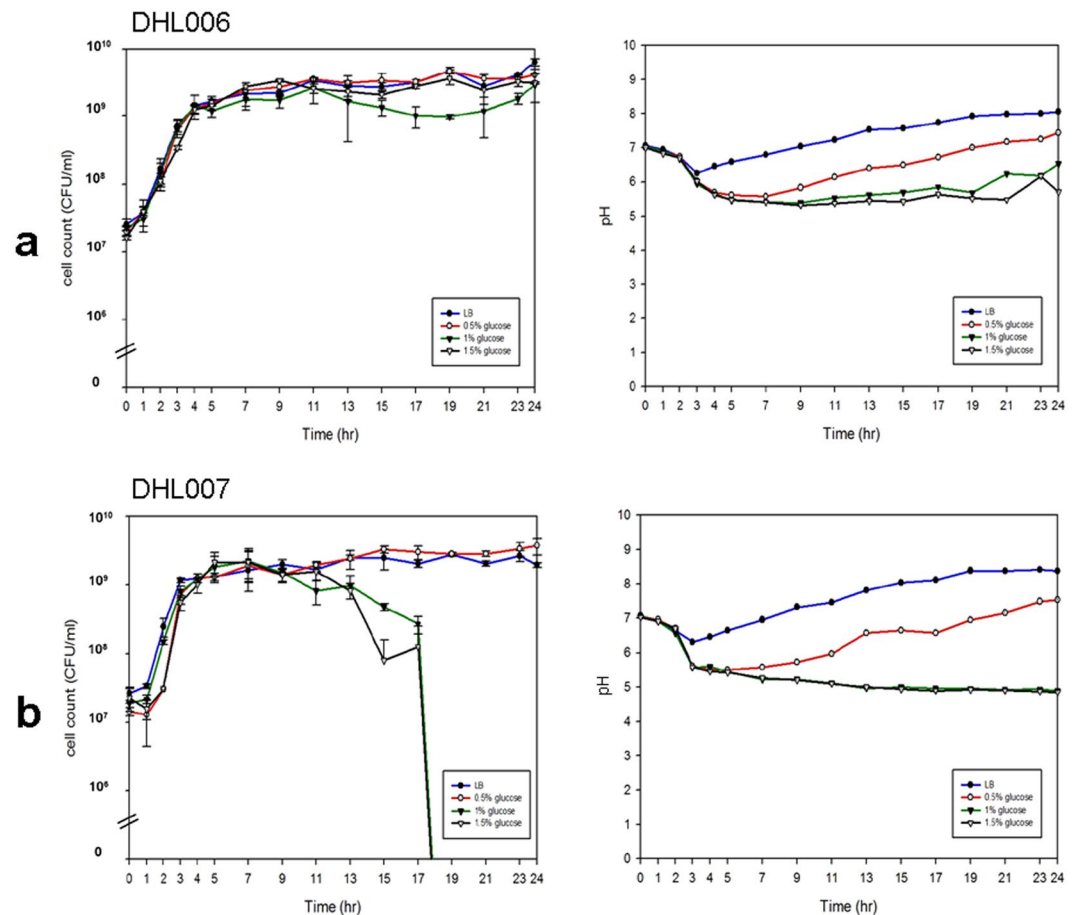 DHL006
a
cell count (CFU/ml)
10^10
10^9
10^8
10^7
10^6
0
0 1 2 3 4 5 7 9 11 13 15 17 19 21 23 24
Time (hr)
LB
0.5% glucose
1% glucose
1.5% glucose
pH
10
9
8
7
6
5
4
3
2
1
0
0 1 2 3 4 5 7 9 11 13 15 17 19 21 23 24
Time (hr)
LB
0.5% glucose
1% glucose
1.5% glucose
DHL007
b
cell count (CFU/ml)
10^10
10^9
10^8
10^7
10^6
0
0 1 2 3 4 5 7 9 11 13 15 17 19 21 23 24
Time (hr)
LB
0.5% glucose
1% glucose
1.5% glucose
pH
10
9
8
7
6
5
4
3
2
1
0
0 1 2 3 4 5 7 9 11 13 15 17 19 21 23 24
Time (hr)
LB
0.5% glucose
1% glucose
1.5% glucose